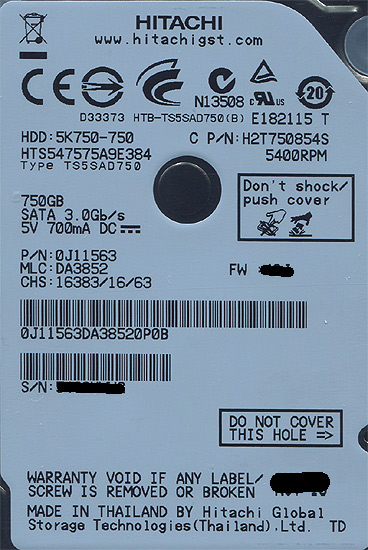 HITACHI
www.hitachigst.com
N13508
20
D33373 HTB-TS5SAD750(B) E182115 T
HDD: 5K750-750 C P/N: H2T750854S
HTS547575A9E384 5400RPM
Type TS5SAD750
Don't shock/
push cover
750GB
SATA 3.0Gb/s
5V 700mA DC
P/N: 0J11563
MLC: DA3852 FW
CHS: 16383/16/63
0J11563DA38520P0B
S/N:
DO NOT COVER
THIS HOLE =>
WARRANTY VOID IF ANY LABEL/
SCREW IS REMOVED OR BROKEN
MADE IN THAILAND BY Hitachi Global
Storage Technologies(Thailand).Ltd. TD